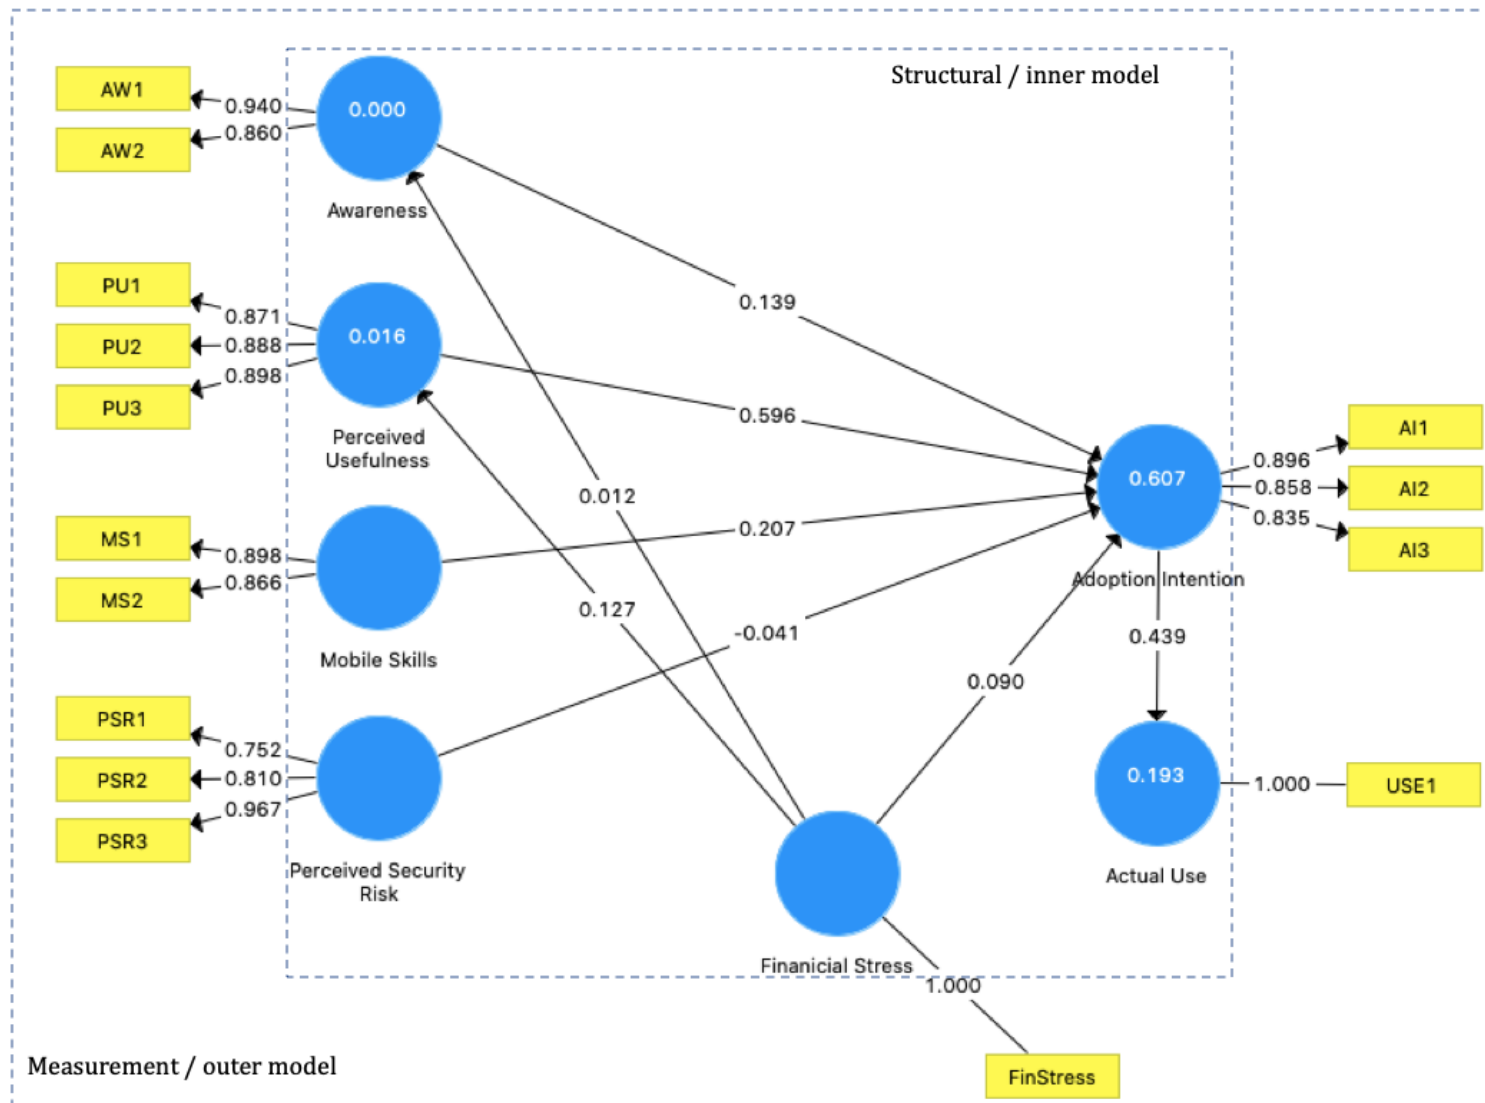 Structural / inner model
AW1
0.940
0.000
AW2
0.860
Awareness
PU1
0.871
0.016
PU2
0.888
PU3
0.898
Perceived
Usefulness
MS1
0.898
MS2
0.866
Mobile Skills
PSR1
0.752
PSR2
0.810
PSR3
0.967
Perceived Security
Risk
0.139
0.596
0.012
0.207
0.127
-0.041
0.090
0.607
Adoption Intention
0.896
AI1
0.858
AI2
0.835
AI3
0.439
0.193
1.000
USE1
Actual Use
Finanicial Stress
1.000
FinStress
Measurement / outer model